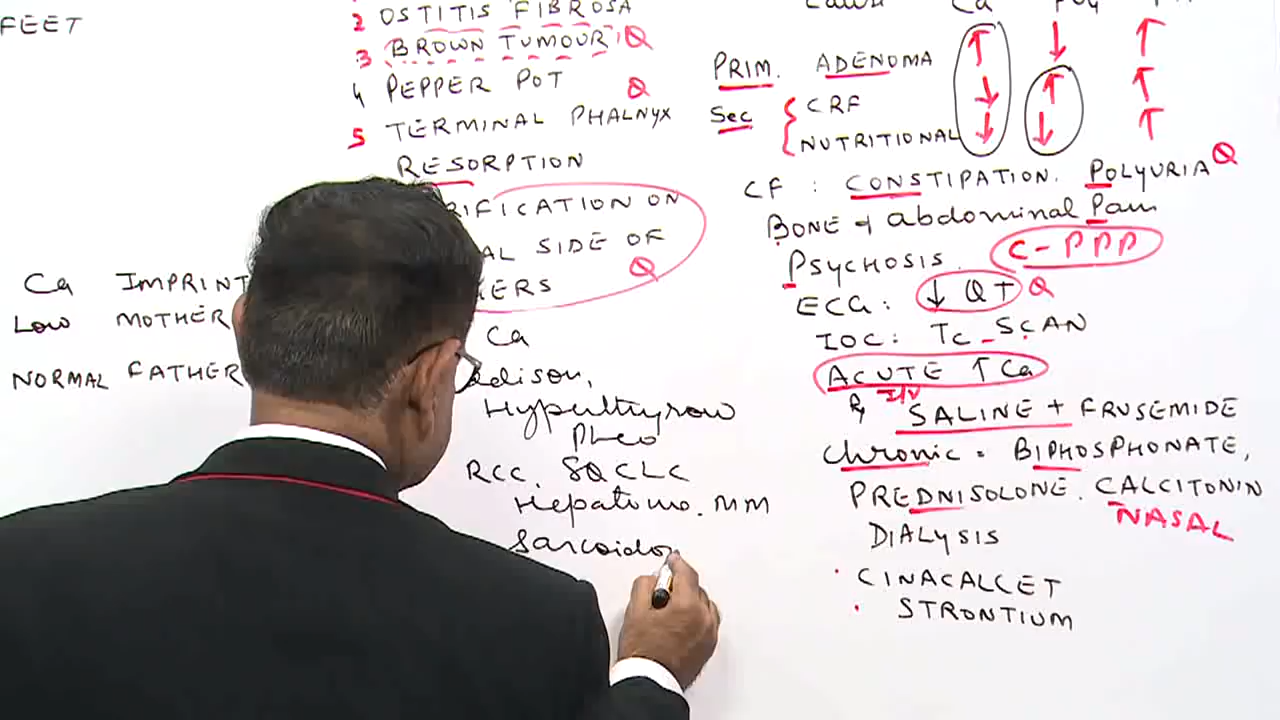 FEET
2 OSTITIS FIBROSA
3 BROWN TUMOUR Q
4 PEPPER POT Q
5 TERMINAL PHALNYX
RESORPTION
RIFICATION ON
AL SIDE OF
ERS Q
Ca IMPRINT
LOW MOTHER
NORMAL FATHER
Ca
dison,
Hyperthyroid
Pheo
RCC. SQ CLC
Hepatoma. MM
Sarcoido
PRIM. ADENOMA ↑ ↓ ↑
Sec { CRF ↓ ↑ ↑
NUTRITIONAL ↓ ↓ ↑
CF : CONSTIPATION. POLYURIA Q
BONE & abdominal Pain
PSYCHOSIS. C-PPP
ECG: ↓ QT Q
IOC: Tc-SCAN
ACUTE ↑Ca
I/V
SALINE + FRUSEMIDE
Chronic = BIPHOSPHONATE,
PREDNISOLONE. CALCITONIN
NASAL
DIALYSIS
CINACALCET
STRONTIUM